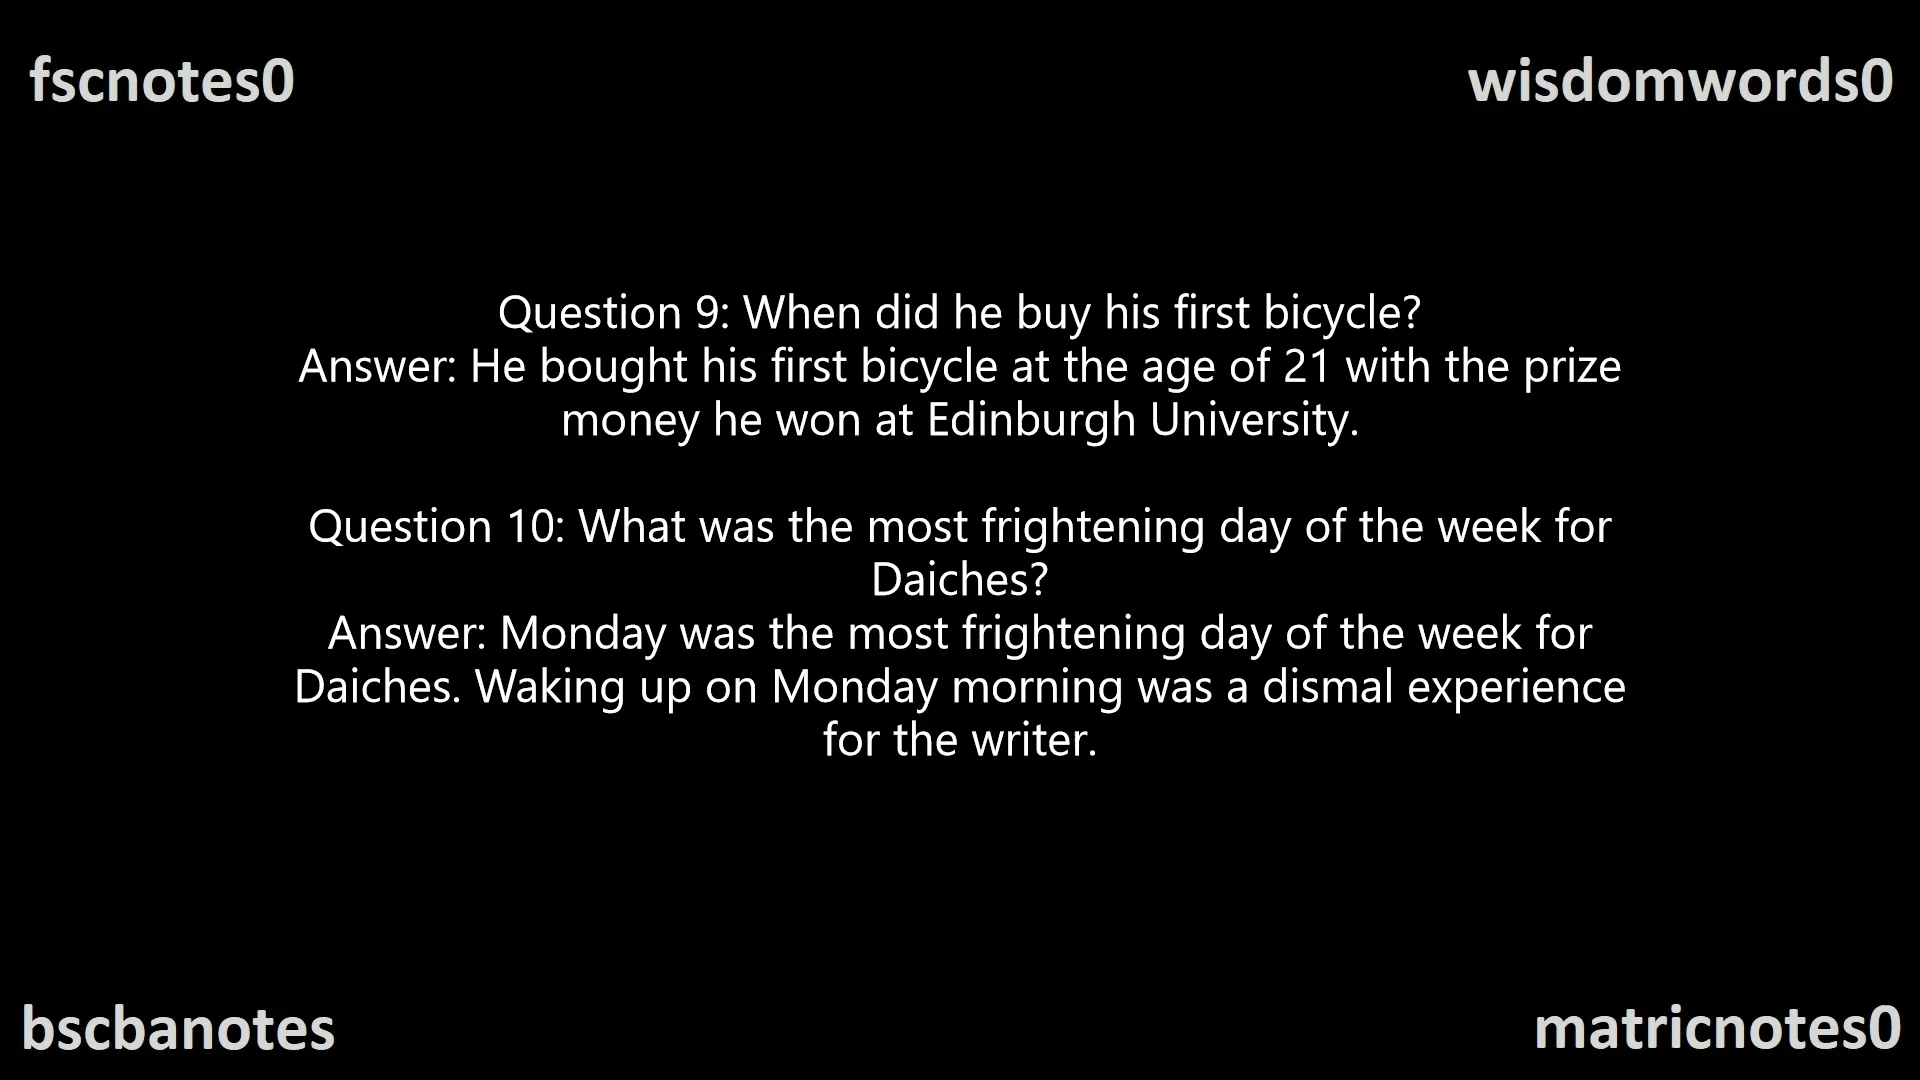 fscnotes0
wisdomwords0
Question 9: When did he buy his first bicycle?
Answer: He bought his first bicycle at the age of 21 with the prize
money he won at Edinburgh University.
Question 10: What was the most frightening day of the week for
Daiches?
Answer: Monday was the most frightening day of the week for
Daiches. Waking up on Monday morning was a dismal experience
for the writer.
bscbanotes
matricnotes0